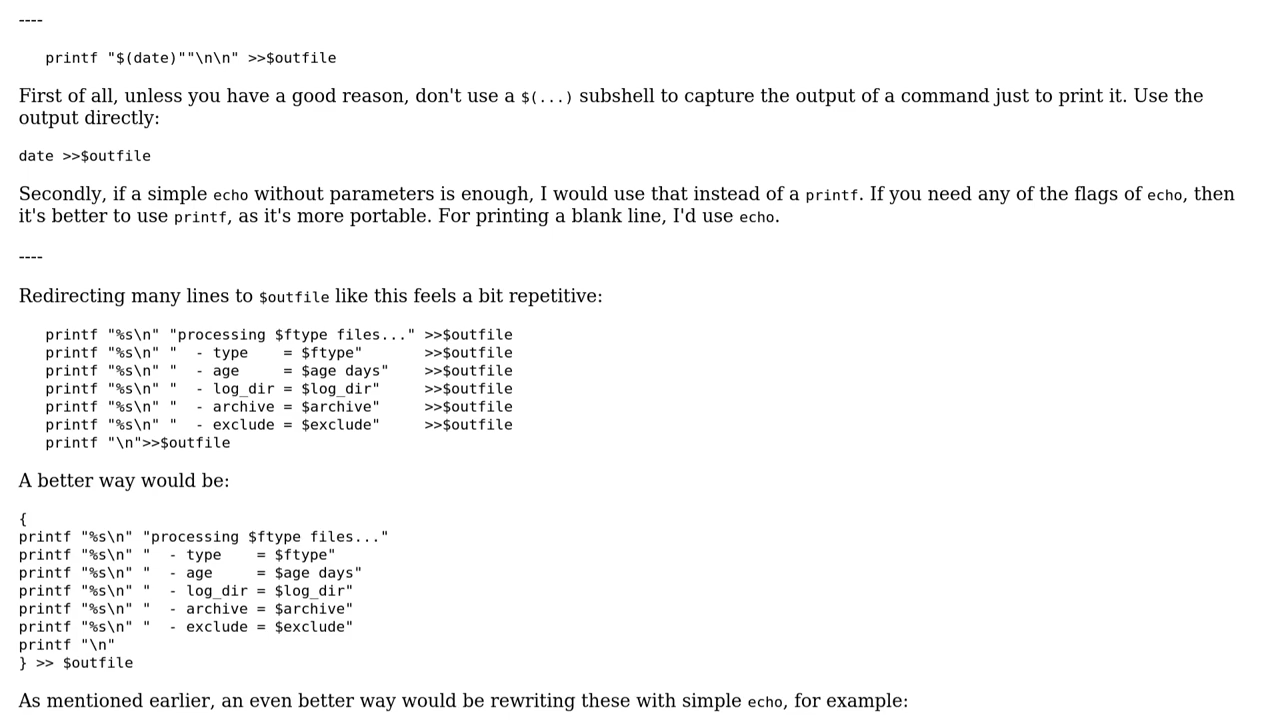 ----
   printf "$(date)""\n\n" >>$outfile
First of all, unless you have a good reason, don't use a $(...) subshell to capture the output of a command just to print it. Use the
output directly:
date >>$outfile
Secondly, if a simple echo without parameters is enough, I would use that instead of a printf. If you need any of the flags of echo, then
it's better to use printf, as it's more portable. For printing a blank line, I'd use echo.
----
Redirecting many lines to $outfile like this feels a bit repetitive:
   printf "%s\n" "processing $ftype files..." >>$outfile
   printf "%s\n" "  - type    = $ftype"       >>$outfile
   printf "%s\n" "  - age     = $age days"    >>$outfile
   printf "%s\n" "  - log_dir = $log_dir"     >>$outfile
   printf "%s\n" "  - archive = $archive"     >>$outfile
   printf "%s\n" "  - exclude = $exclude"     >>$outfile
   printf "\n">>$outfile
A better way would be:
{
printf "%s\n" "processing $ftype files..."
printf "%s\n" "  - type    = $ftype"
printf "%s\n" "  - age     = $age days"
printf "%s\n" "  - log_dir = $log_dir"
printf "%s\n" "  - archive = $archive"
printf "%s\n" "  - exclude = $exclude"
printf "\n"
} >> $outfile
As mentioned earlier, an even better way would be rewriting these with simple echo, for example: